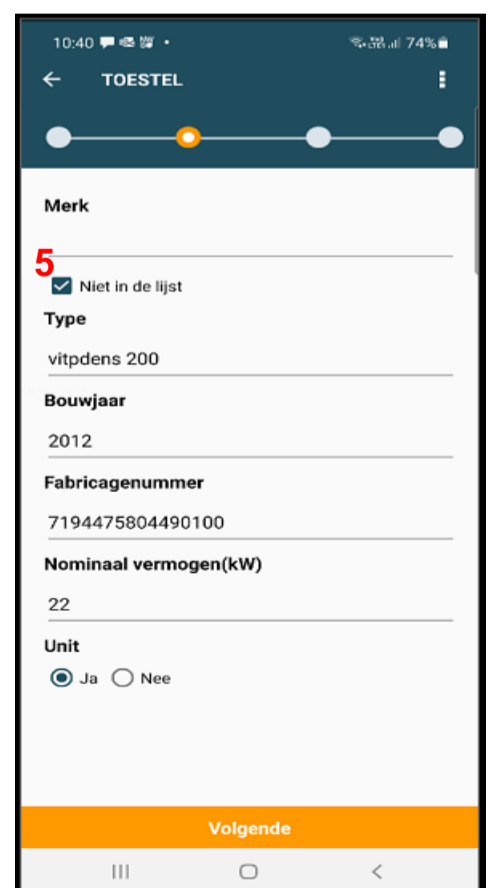 10:40
74%
TOESTEL
Merk
5
Niet in de lijst
Type
vitpdens 200
Bouwjaar
2012
Fabricagenummer
7194475804490100
Nominaal vermogen(kW)
22
Unit
Ja Nee
Volgende